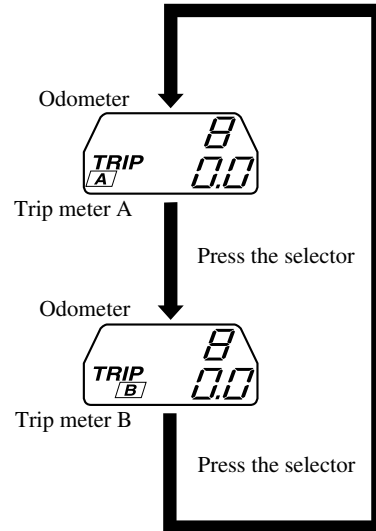 Odometer
8
TRIP
A 0.0
Trip meter A
Press the selector
Odometer
8
TRIP
B 0.0
Trip meter B
Press the selector